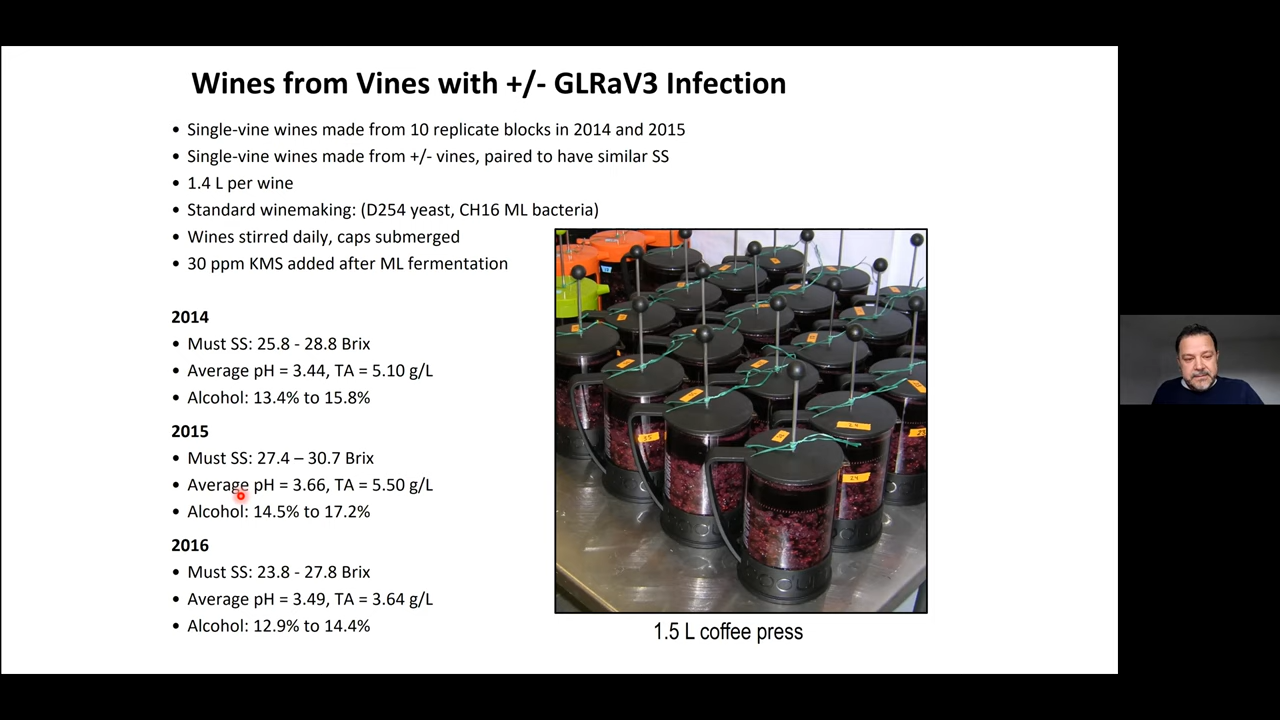 Wines from Vines with +/- GLRaV3 Infection
• Single-vine wines made from 10 replicate blocks in 2014 and 2015
• Single-vine wines made from +/- vines, paired to have similar SS
• 1.4 L per wine
• Standard winemaking: (D254 yeast, CH16 ML bacteria)
• Wines stirred daily, caps submerged
• 30 ppm KMS added after ML fermentation
2014
• Must SS: 25.8 - 28.8 Brix
• Average pH = 3.44, TA = 5.10 g/L
• Alcohol: 13.4% to 15.8%
2015
• Must SS: 27.4 – 30.7 Brix
• Average pH = 3.66, TA = 5.50 g/L
• Alcohol: 14.5% to 17.2%
2016
• Must SS: 23.8 - 27.8 Brix
• Average pH = 3.49, TA = 3.64 g/L
• Alcohol: 12.9% to 14.4%
1.5 L coffee press